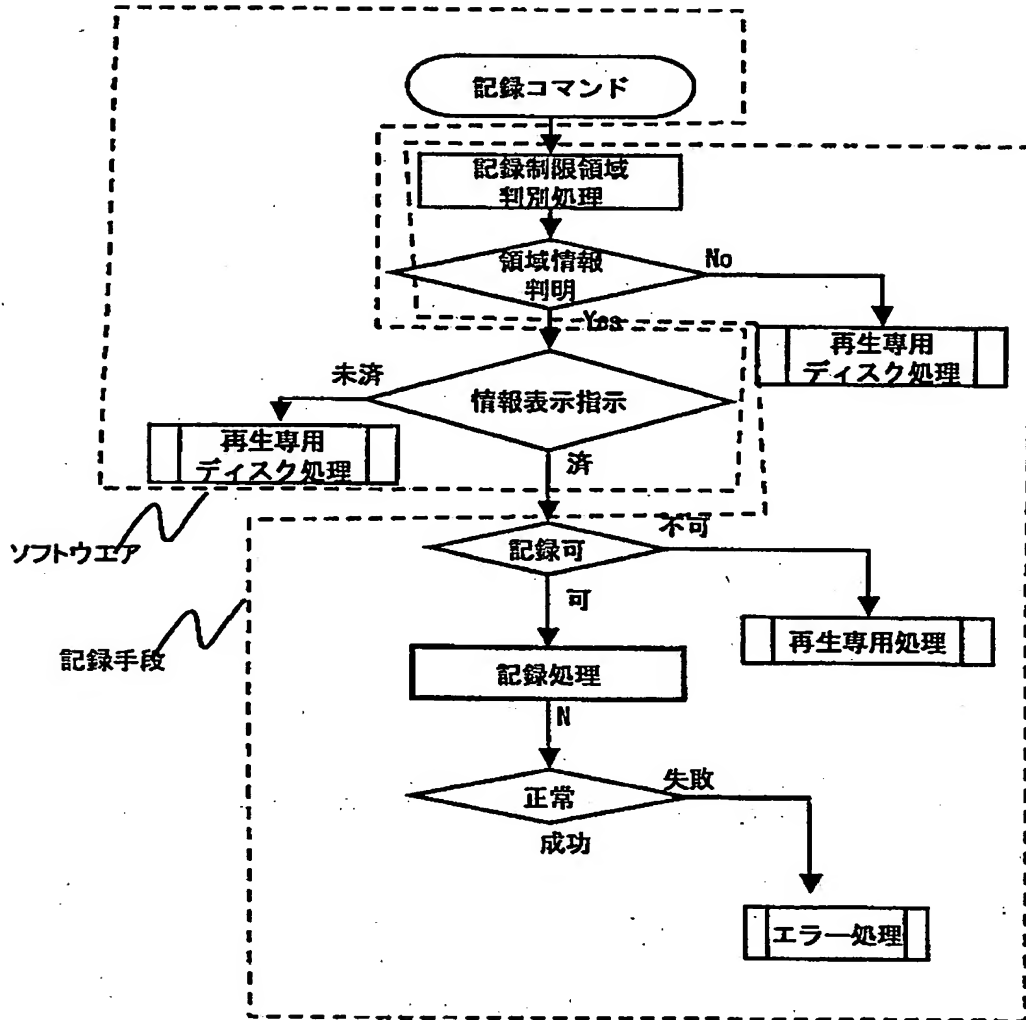 記録コマンド
記録制限領域
判別処理
領域情報
判明
No
Yes
再生専用
ディスク処理
未済
情報表示指示
再生専用
ディスク処理
済
ソフトウエア
不可
記録可
可
記録手段
再生専用処理
記録処理
N
失敗
正常
成功
エラー処理